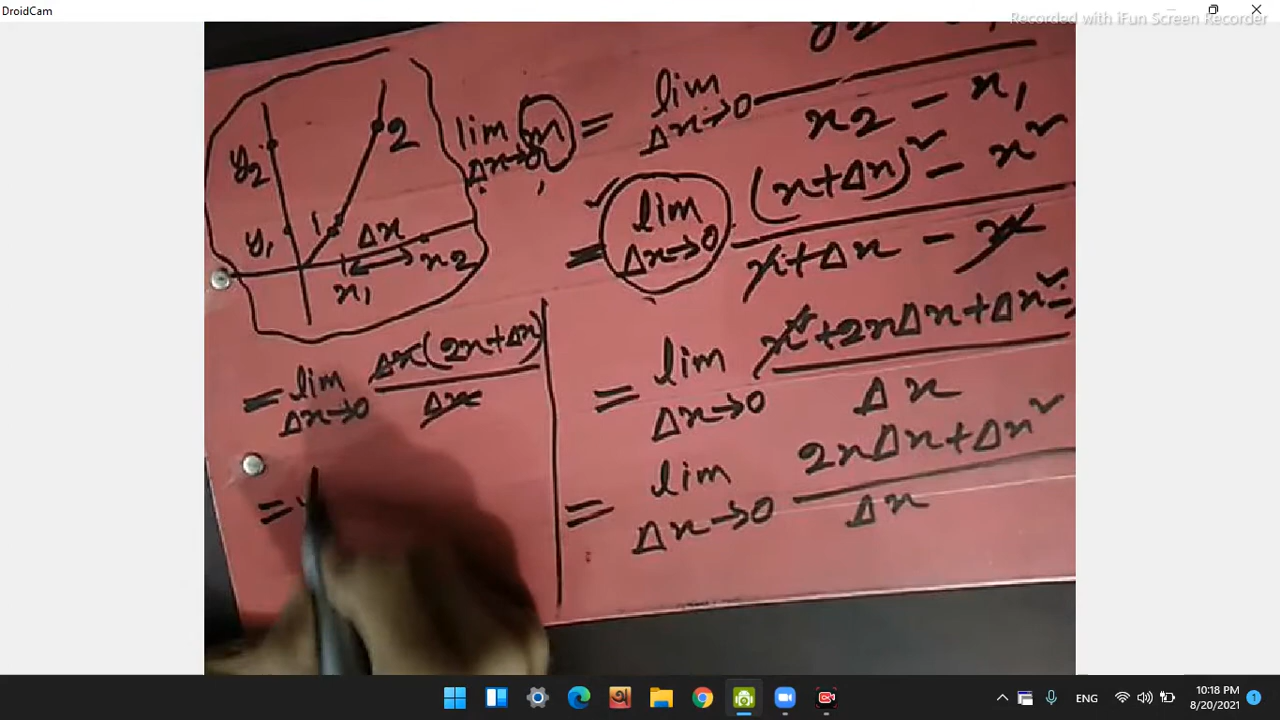 DroidCam
Recorded with iFun Screen Recorder
y2
y1
1
2
Δx
x1
x2
lim Δx→0 m = lim Δx→0
x2 - x1
= lim Δx→0 (x+Δx)² - x²
x+Δx - x
= lim Δx→0 x²+2xΔx+Δx² -
Δx
= lim Δx→0 2xΔx+Δx²
Δx
= lim Δx→0 Δx(2x+Δx)
Δx
=
ENG
10:18 PM
8/20/2021
1